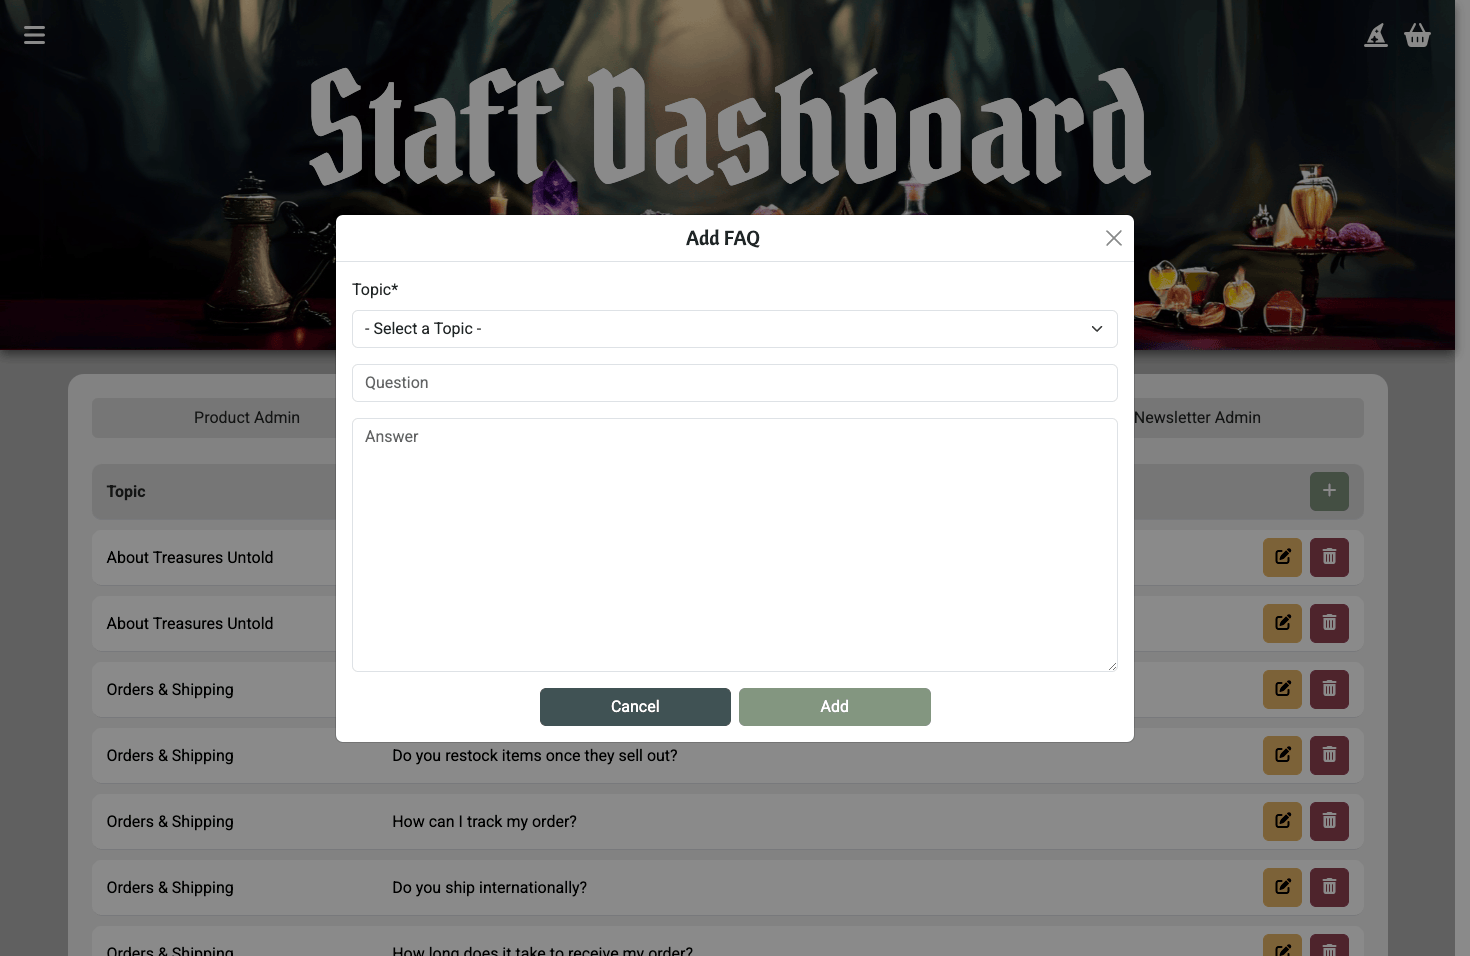 Staff Dashboard
Add FAQ
Topic*
- Select a Topic -
Question
Answer
Cancel
Add
Product Admin
Newsletter Admin
Topic
About Treasures Untold
About Treasures Untold
Orders & Shipping
Orders & Shipping Do you restock items once they sell out?
Orders & Shipping How can I track my order?
Orders & Shipping Do you ship internationally?
Orders & Shipping How long does it take to receive my order?